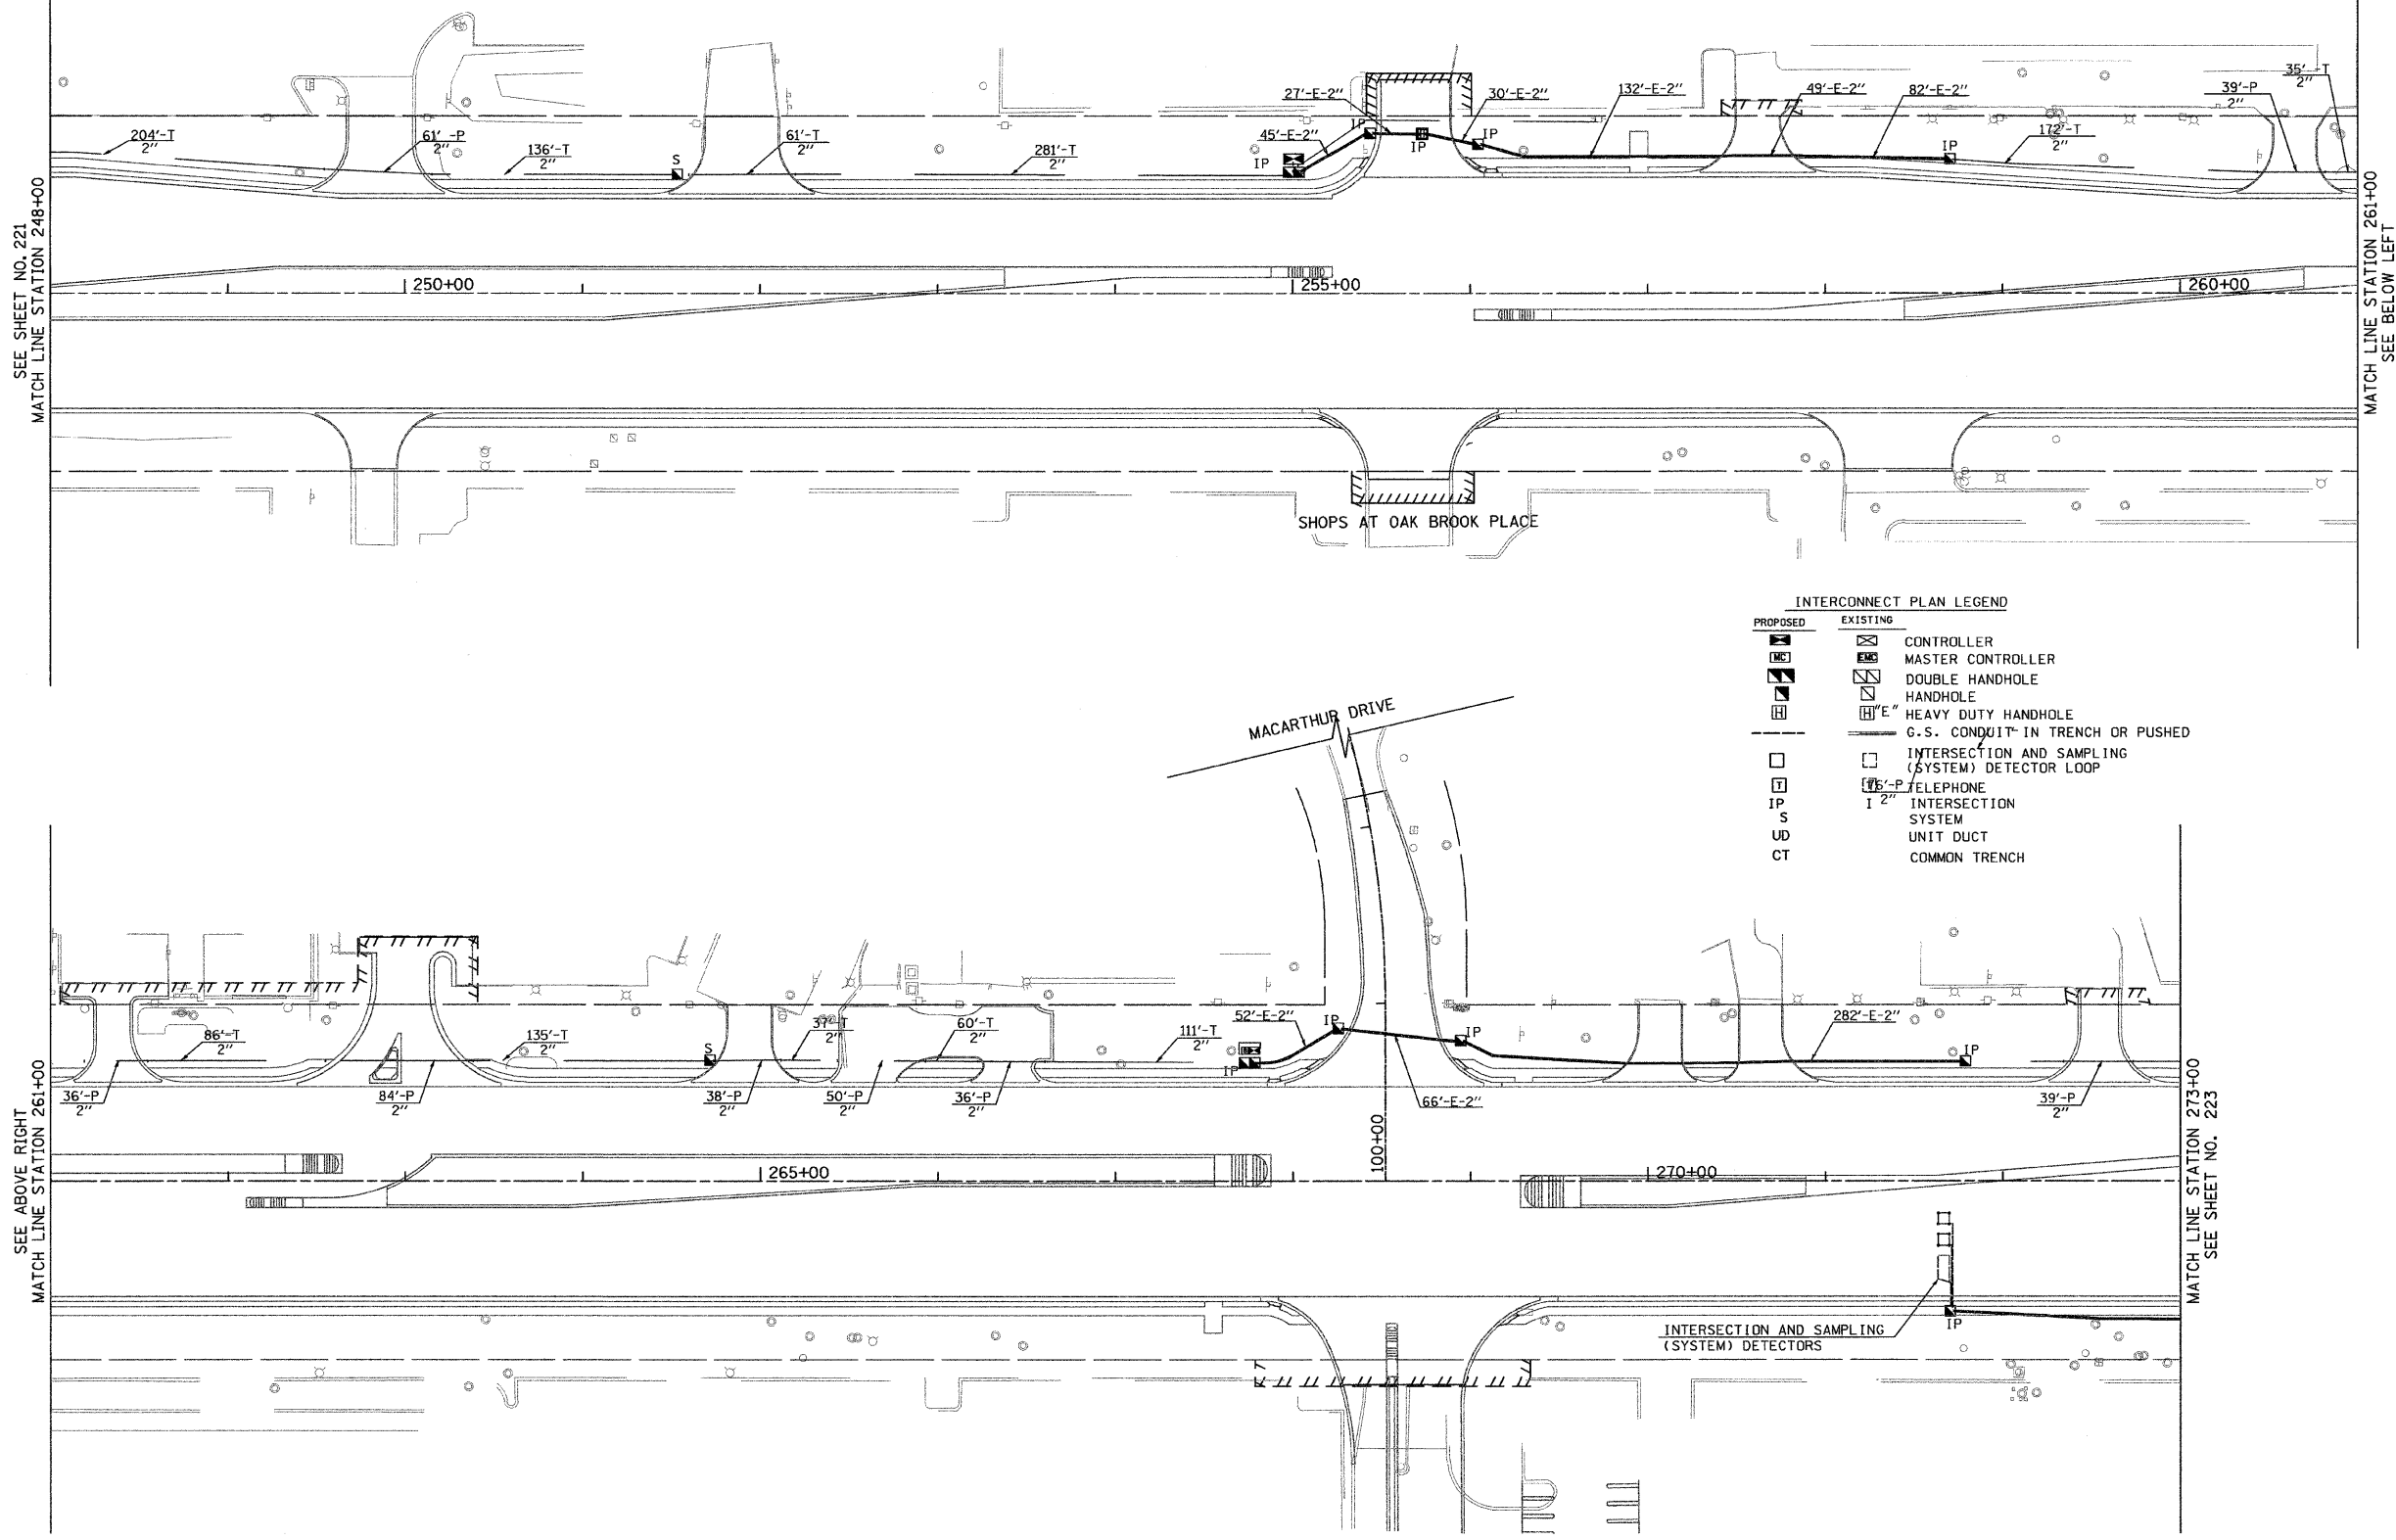 35'-T
2"
27'-E-2"
30'-E-2"
132'-E-2"
49'-E-2"
82'-E-2"
39'-P
2"
204'-T
2"
61'-P
2"
136'-T
2"
S
61'-T
2"
281'-T
2"
45'-E-2"
IP
IP
IP
IP
IP
172'-T
2"
SEE SHEET NO. 221
MATCH LINE STATION 248+00
250+00
255+00
260+00
MATCH LINE STATION 261+00
SEE BELOW LEFT
SHOPS AT OAK BROOK PLACE
INTERCONNECT PLAN LEGEND
PROPOSED EXISTING
CONTROLLER
MC EMC MASTER CONTROLLER
DOUBLE HANDHOLE
HANDHOLE
H H "E" HEAVY DUTY HANDHOLE
G.S. CONDUIT IN TRENCH OR PUSHED
INTERSECTION AND SAMPLING
(SYSTEM) DETECTOR LOOP
T 76'-P TELEPHONE
2"
IP I INTERSECTION
S SYSTEM
UD UNIT DUCT
CT COMMON TRENCH
MACARTHUR DRIVE
86'-T
2"
135'-T
2"
S
37'-T
2"
60'-T
2"
111'-T
2"
52'-E-2"
IP
IP
IP
282'-E-2"
IP
36'-P
2"
84'-P
2"
38'-P
2"
50'-P
2"
36'-P
2"
66'-E-2"
39'-P
2"
SEE ABOVE RIGHT
MATCH LINE STATION 261+00
265+00
100+00
270+00
MATCH LINE STATION 273+00
SEE SHEET NO. 223
IP
INTERSECTION AND SAMPLING
(SYSTEM) DETECTORS